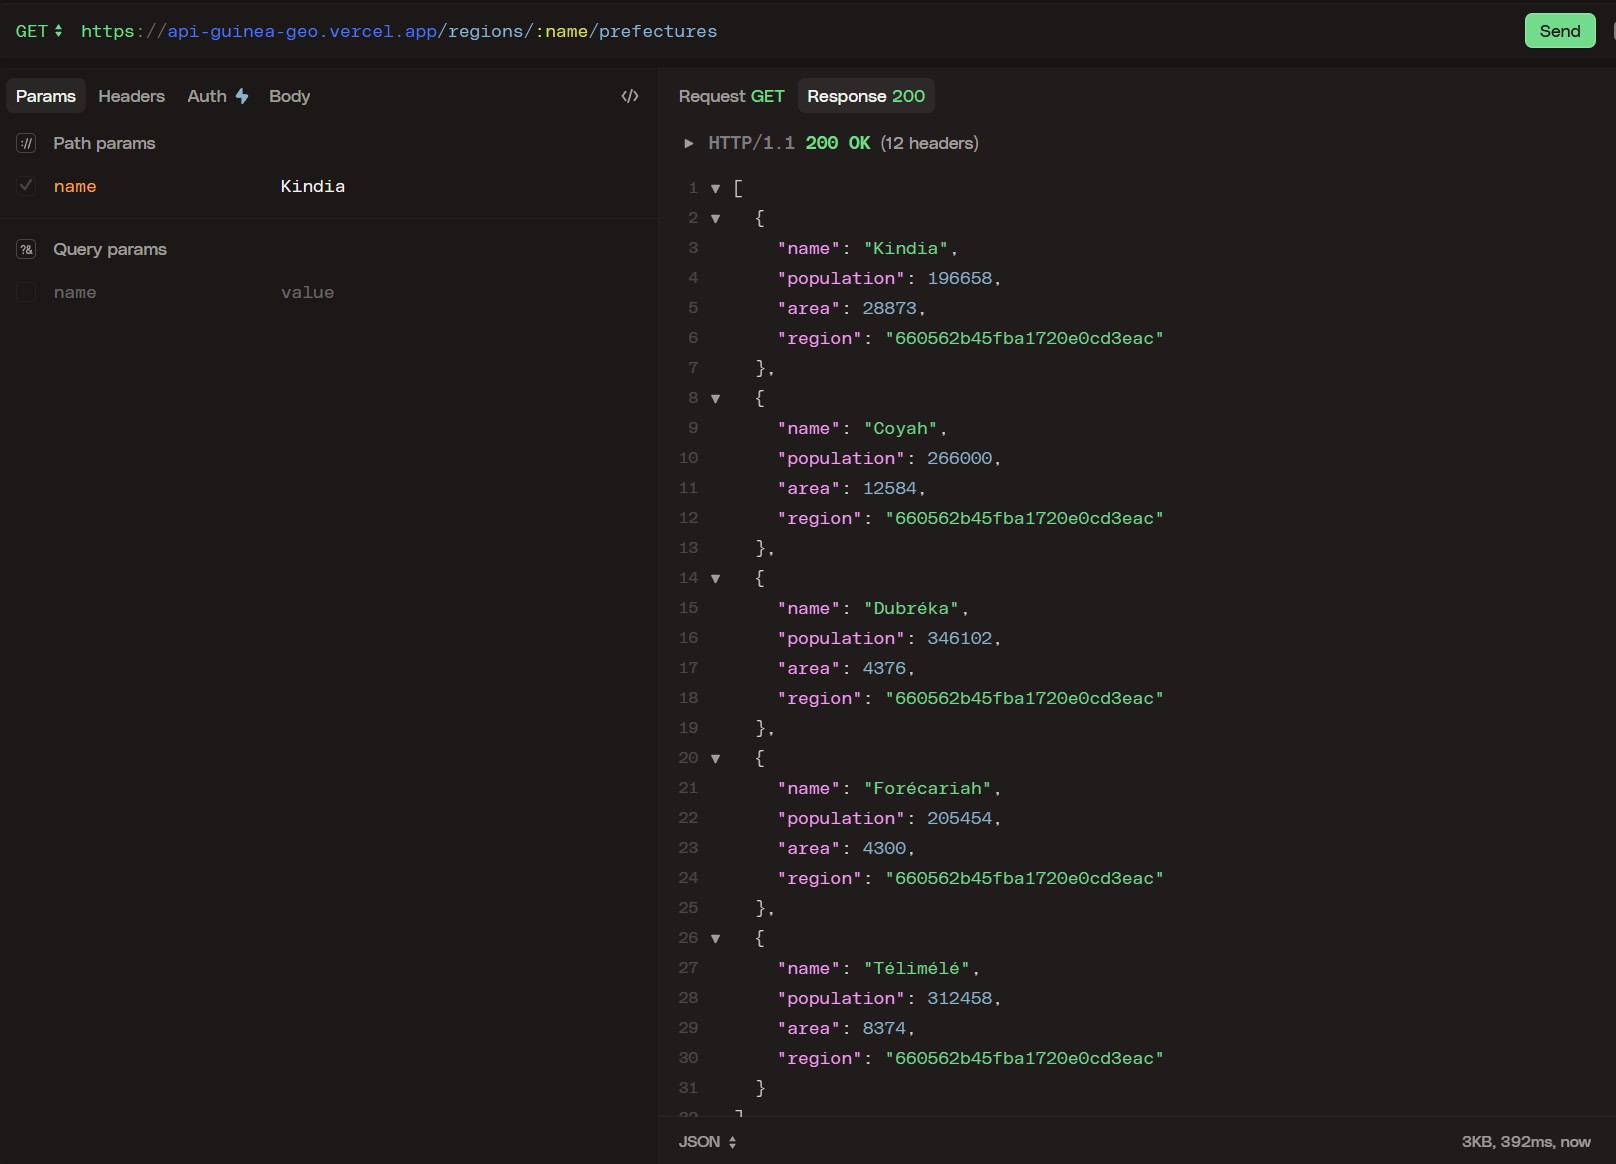 GET https://api-guinea-geo.vercel.app/regions/:name/prefectures Send
Params Headers Auth Body </>
:// Path params
name Kindia
?& Query params
name value
Request GET Response 200
HTTP/1.1 200 OK (12 headers)
1 [
2 {
3 "name": "Kindia",
4 "population": 196658,
5 "area": 28873,
6 "region": "660562b45fba1720e0cd3eac"
7 },
8 {
9 "name": "Coyah",
10 "population": 266000,
11 "area": 12584,
12 "region": "660562b45fba1720e0cd3eac"
13 },
14 {
15 "name": "Dubréka",
16 "population": 346102,
17 "area": 4376,
18 "region": "660562b45fba1720e0cd3eac"
19 },
20 {
21 "name": "Forécariah",
22 "population": 205454,
23 "area": 4300,
24 "region": "660562b45fba1720e0cd3eac"
25 },
26 {
27 "name": "Télimélé",
28 "population": 312458,
29 "area": 8374,
30 "region": "660562b45fba1720e0cd3eac"
31 }
32 ]
JSON 3KB, 392ms, now